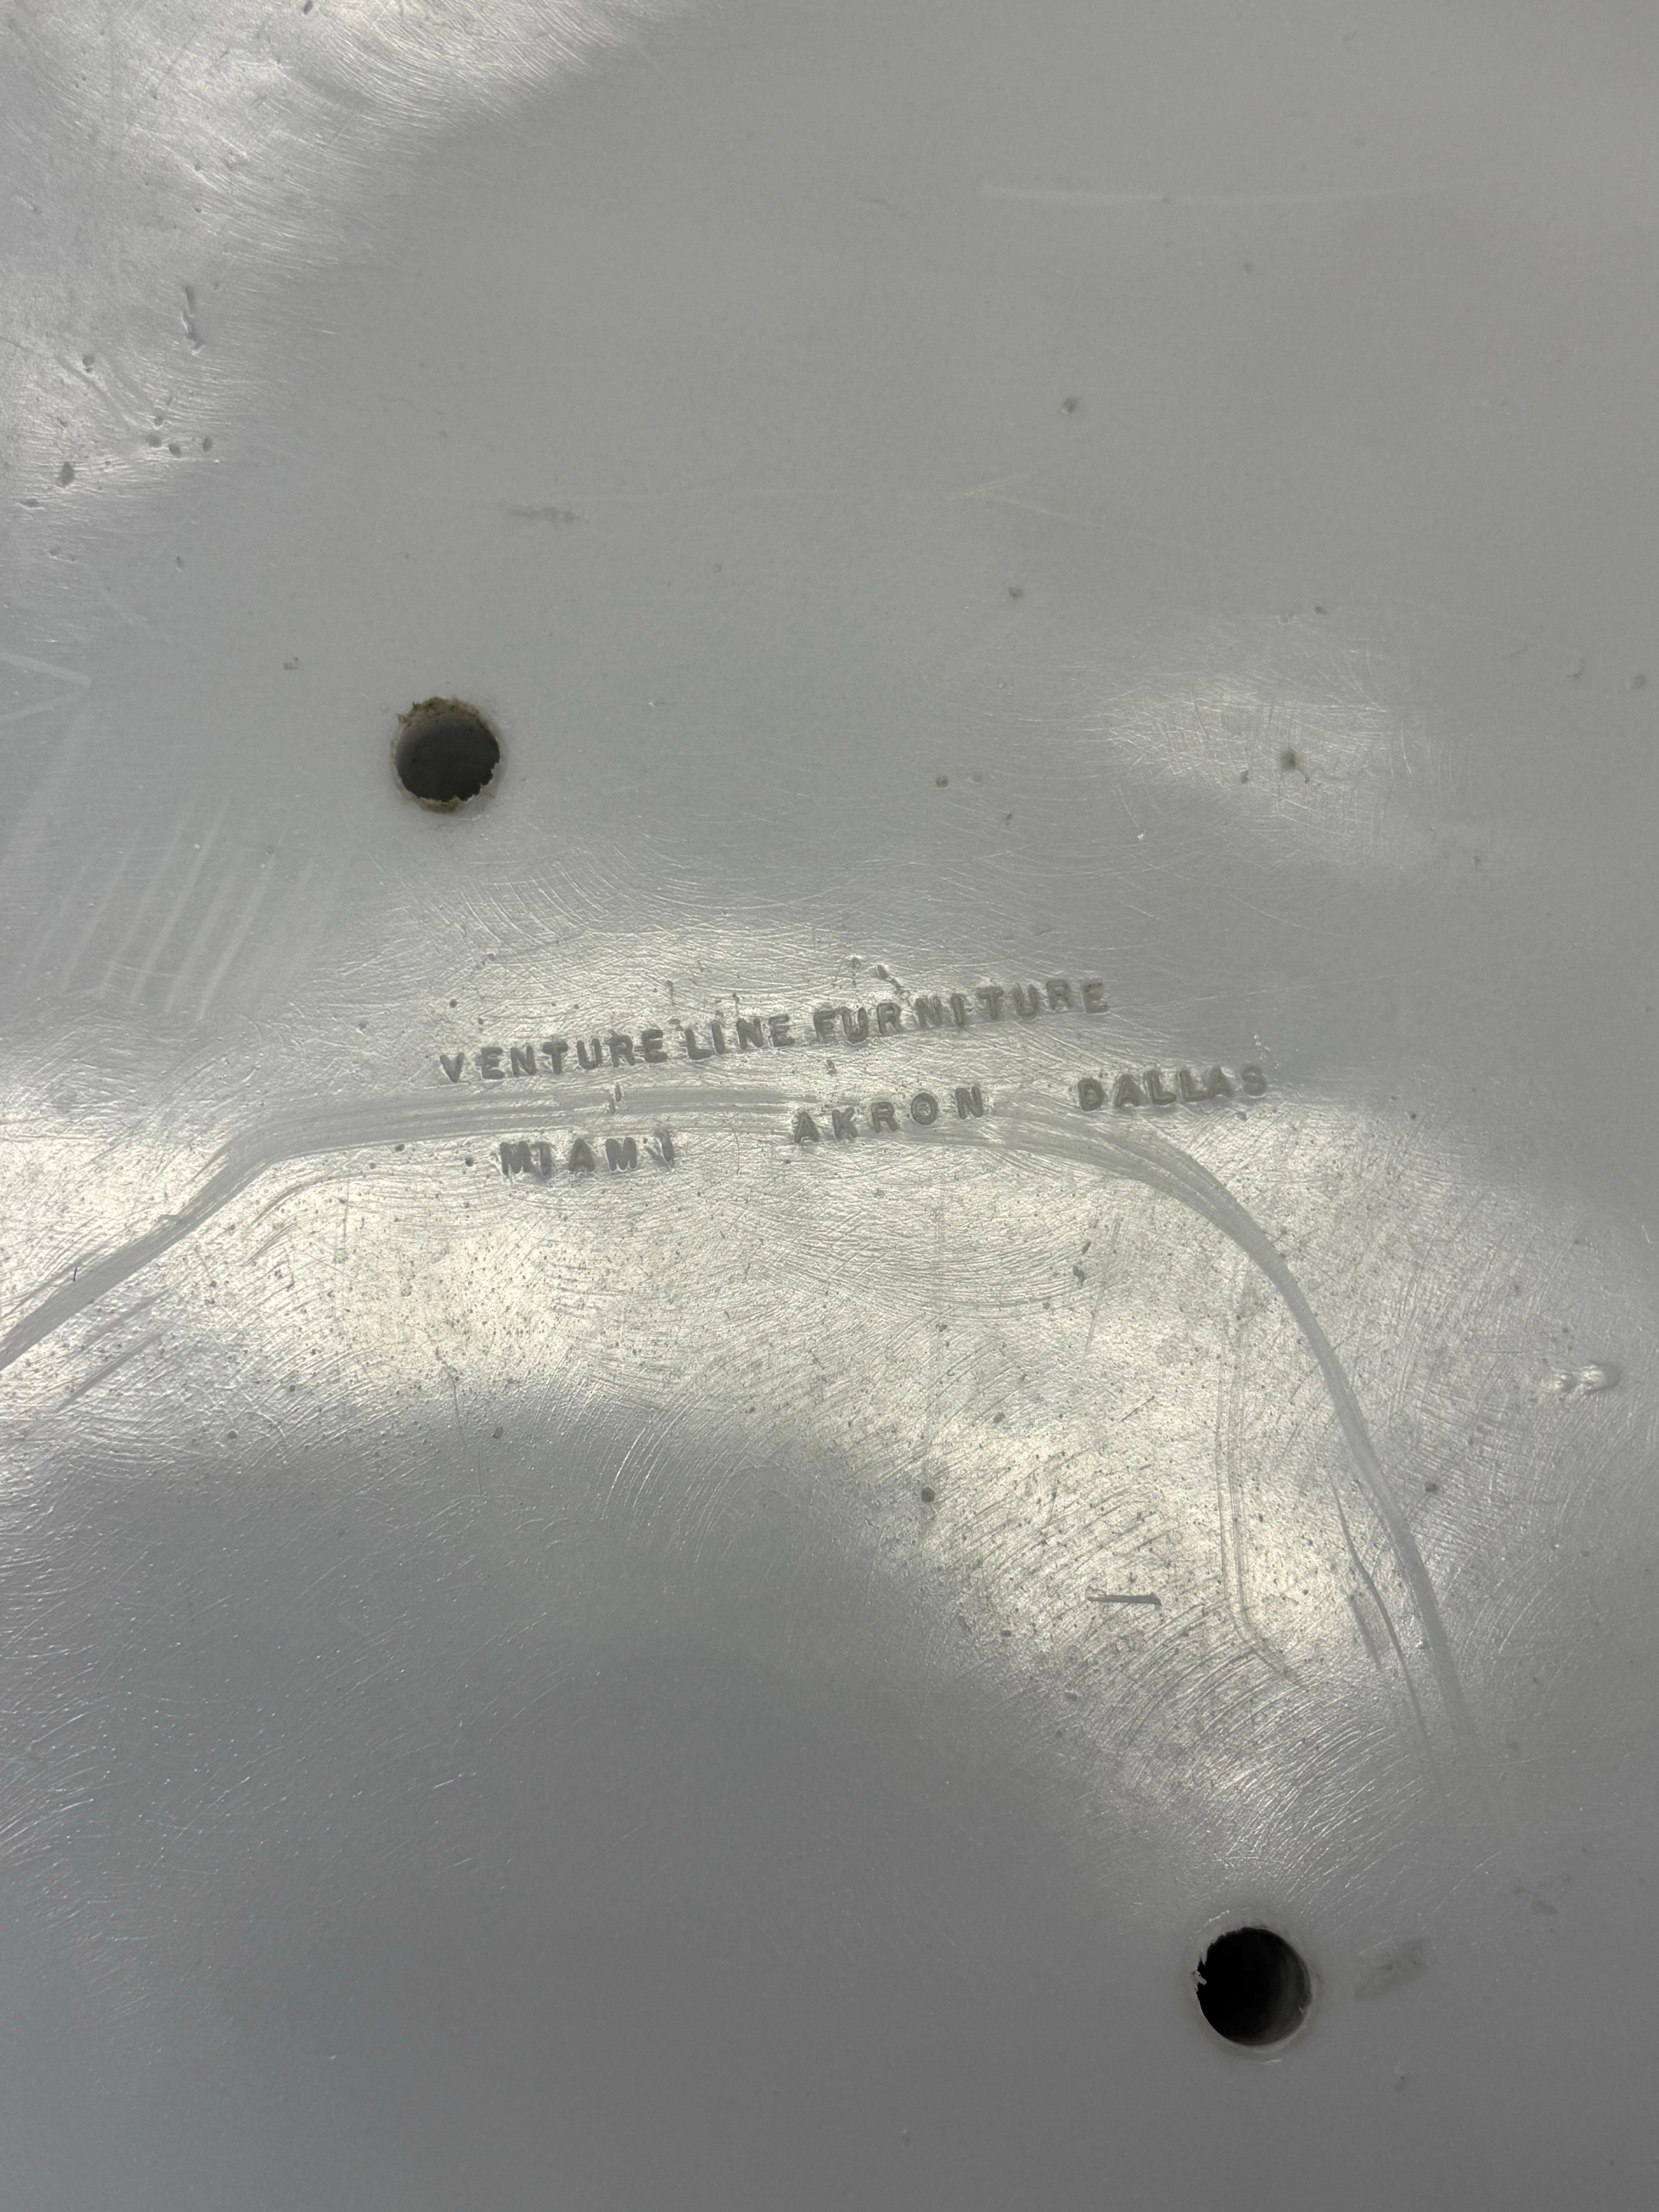 VENTURE LINE FURNITURE
MIAMI AKRON DALLAS